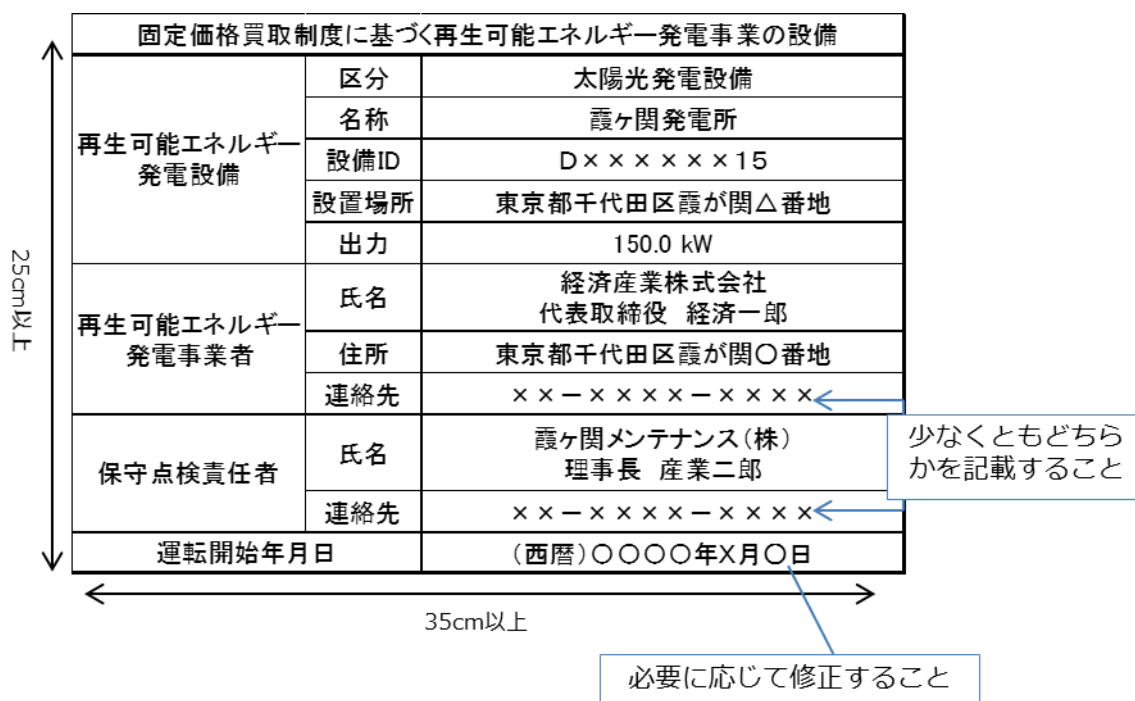 固定価格買取制度に基づく再生可能エネルギー発電事業の設備
再生可能エネルギー
発電設備
区分
太陽光発電設備
名称
霞ヶ関発電所
設備ID
D××××××15
設置場所
東京都千代田区霞が関△番地
出力
150.0 kW
再生可能エネルギー
発電事業者
氏名
経済産業株式会社
代表取締役 経済一郎
住所
東京都千代田区霞が関〇番地
連絡先
××－××××－××××
保守点検責任者
氏名
霞ヶ関メンテナンス（株）
理事長 産業二郎
連絡先
××－××××－××××
運転開始年月日
（西暦）〇〇〇〇年X月〇日
25cm以上
35cm以上
少なくともどちら
かを記載すること
必要に応じて修正すること